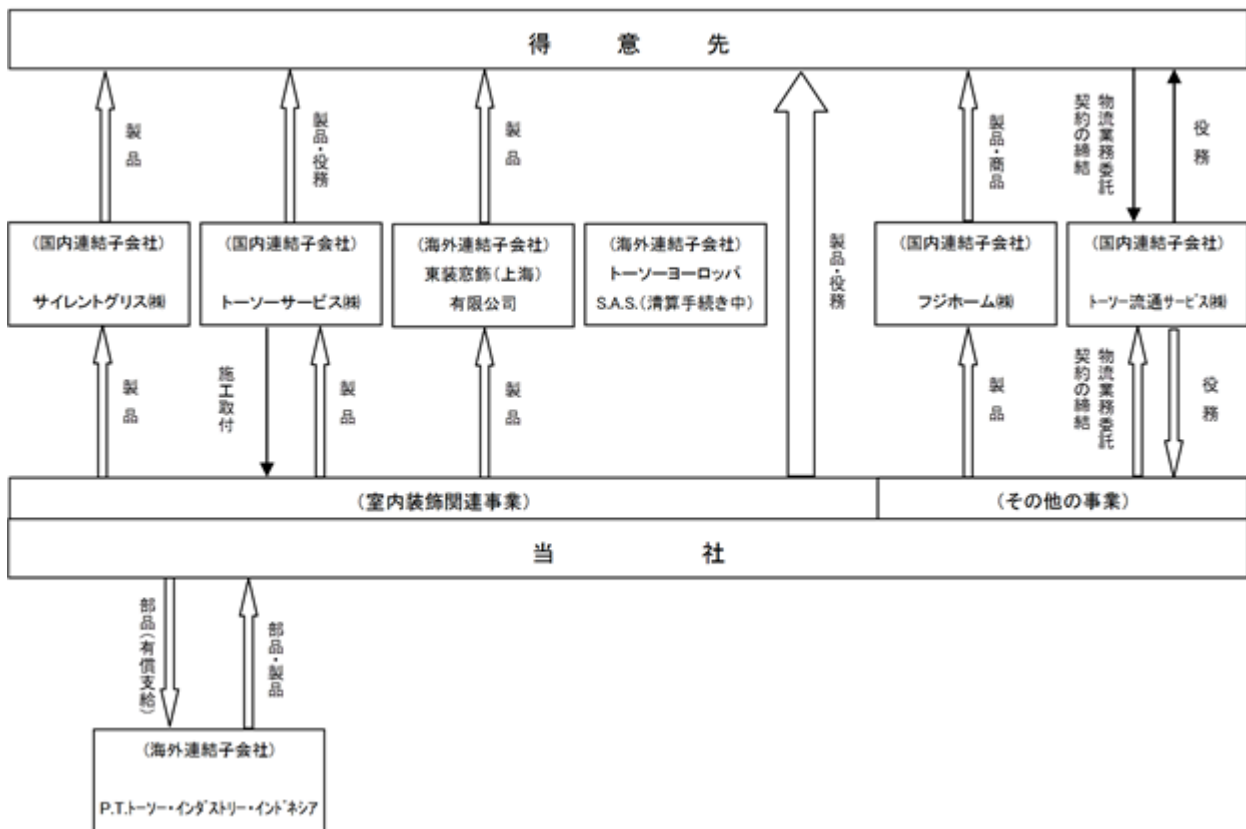 得意先
製品
製品・役務
製品
製品・役務
製品・商品
物流業務委託
契約の締結
役務
(国内連結子会社)
サイレントグリス㈱
(国内連結子会社)
トーソーサービス㈱
(海外連結子会社)
東装窓飾(上海)
有限公司
(海外連結子会社)
トーソーヨーロッパ
S.A.S.(清算手続き中)
(国内連結子会社)
フジホーム㈱
(国内連結子会社)
トーソー流通サービス㈱
製品
施工取付
製品
製品
製品
物流業務委託
契約の締結
役務
(室内装飾関連事業)
(その他の事業)
当社
部品(有償支給)
部品・製品
(海外連結子会社)
P.T.トーソー・インダストリー・インドネシア